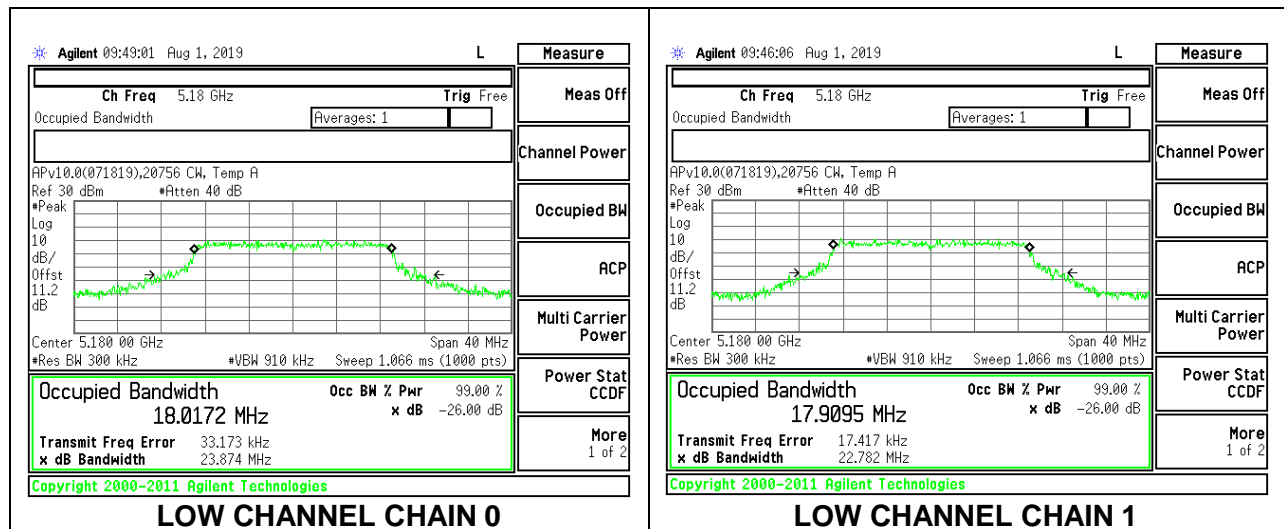 Agilent 09:49:01 Aug 1, 2019 L Measure
Ch Freq 5.18 GHz Trig Free
Meas Off
Occupied Bandwidth Averages: 1
Channel Power
APv10.0(071819),20756 CW, Temp A
Ref 30 dBm #Atten 40 dB
#Peak
Log
10
dB/
Offst
11.2
dB
Occupied BW
ACP
Multi Carrier
Power
Center 5.180 00 GHz Span 40 MHz
#Res BW 300 kHz #VBW 910 kHz Sweep 1.066 ms (1000 pts)
Power Stat
CCDF
Occupied Bandwidth Occ BW % Pwr 99.00 %
18.0172 MHz x dB -26.00 dB
Transmit Freq Error 33.173 kHz
x dB Bandwidth 23.874 MHz
More
1 of 2
Copyright 2000-2011 Agilent Technologies
LOW CHANNEL CHAIN 0
Agilent 09:46:06 Aug 1, 2019 L Measure
Ch Freq 5.18 GHz Trig Free
Meas Off
Occupied Bandwidth Averages: 1
Channel Power
APv10.0(071819),20756 CW, Temp A
Ref 30 dBm #Atten 40 dB
#Peak
Log
10
dB/
Offst
11.2
dB
Occupied BW
ACP
Multi Carrier
Power
Center 5.180 00 GHz Span 40 MHz
#Res BW 300 kHz #VBW 910 kHz Sweep 1.066 ms (1000 pts)
Power Stat
CCDF
Occupied Bandwidth Occ BW % Pwr 99.00 %
17.9095 MHz x dB -26.00 dB
Transmit Freq Error 17.417 kHz
x dB Bandwidth 22.782 MHz
More
1 of 2
Copyright 2000-2011 Agilent Technologies
LOW CHANNEL CHAIN 1